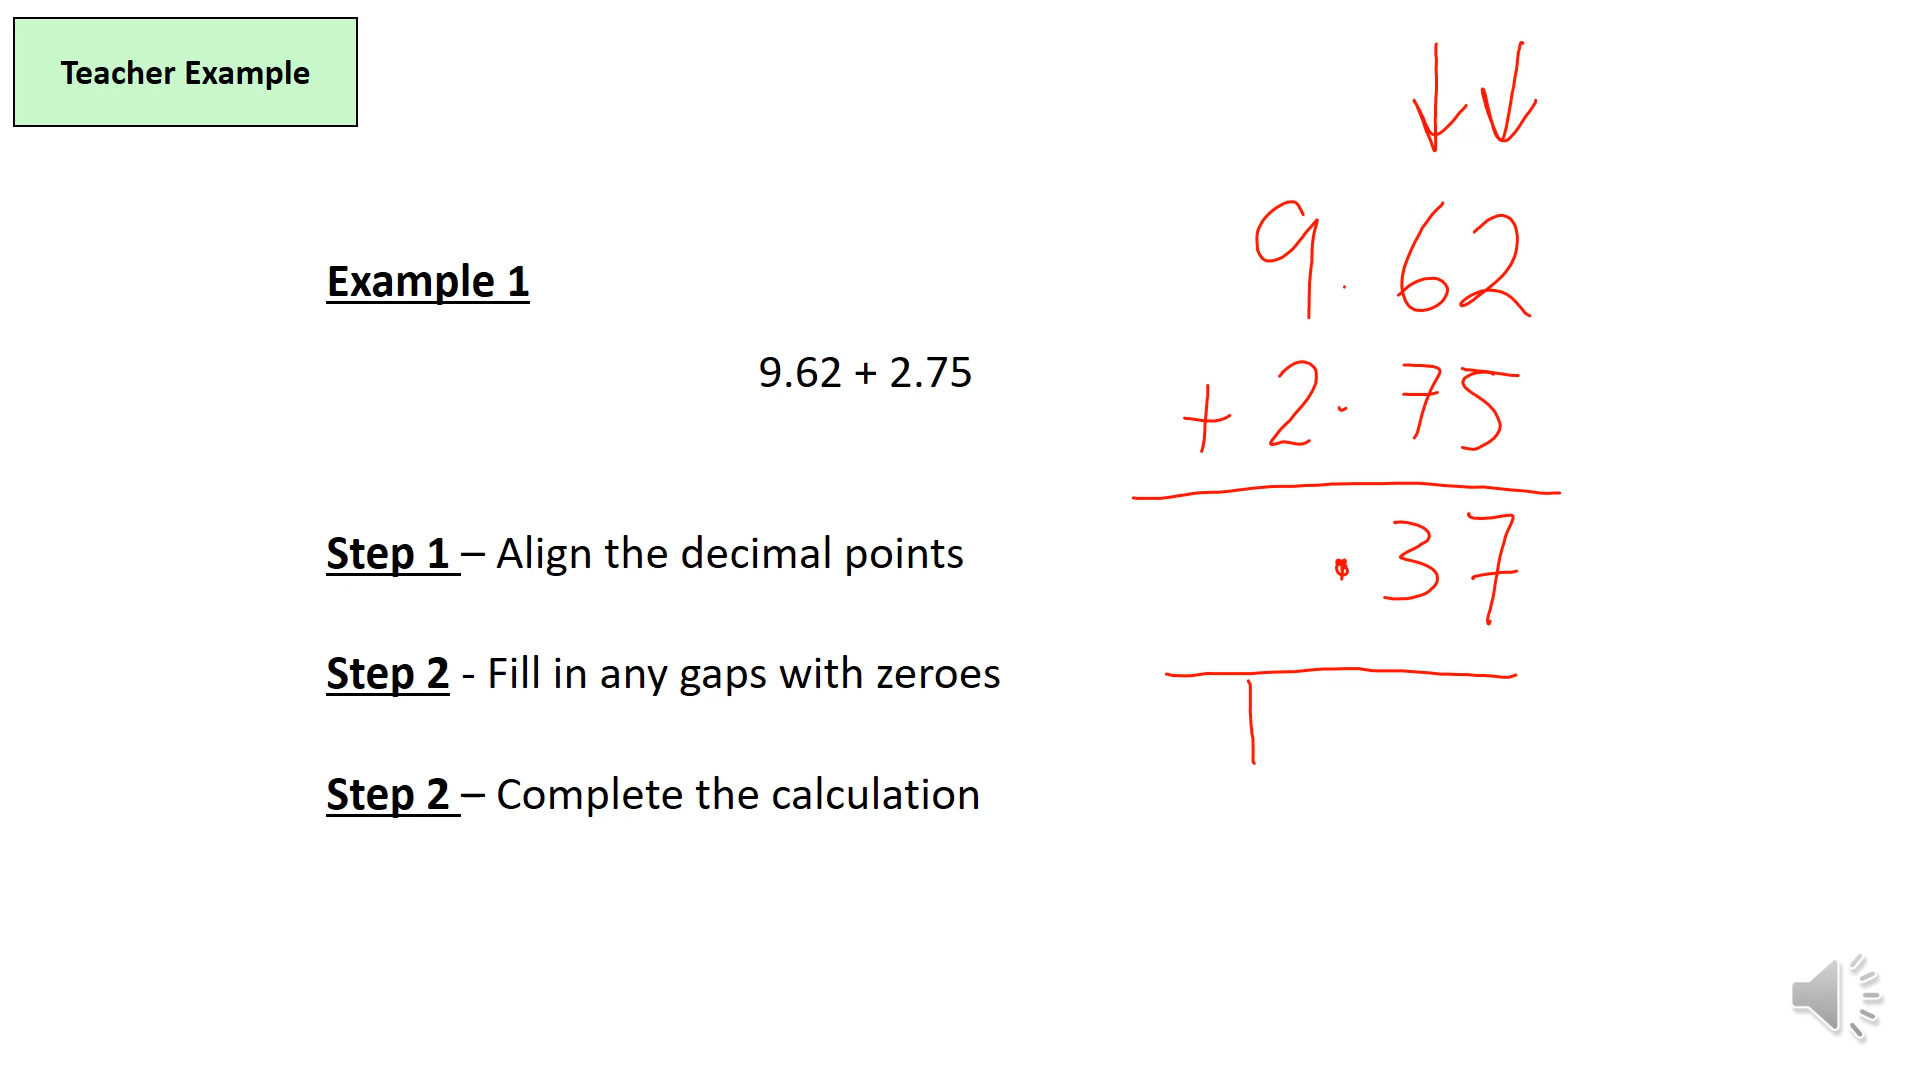 Teacher Example
Example 1
9.62 + 2.75
Step 1 – Align the decimal points
Step 2 - Fill in any gaps with zeroes
Step 2 – Complete the calculation
9.62
+ 2.75
.37
1